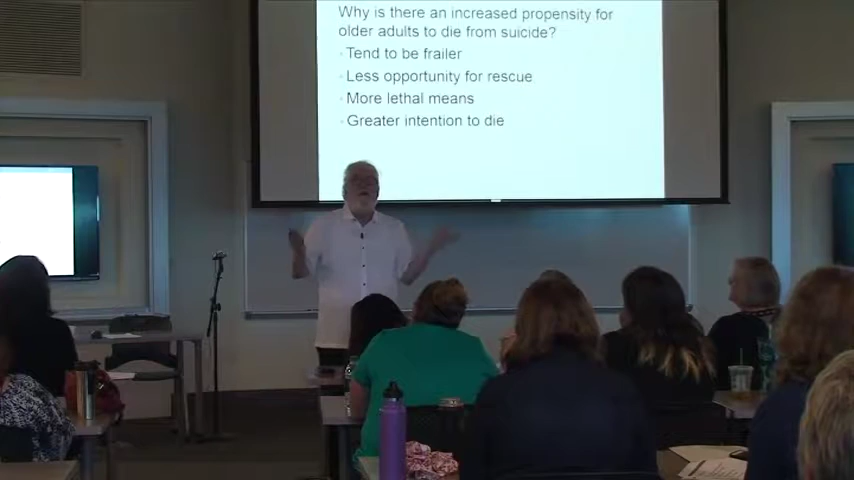 Why is there an increased propensity for
older adults to die from suicide?
· Tend to be frailer
· Less opportunity for rescue
· More lethal means
· Greater intention to die